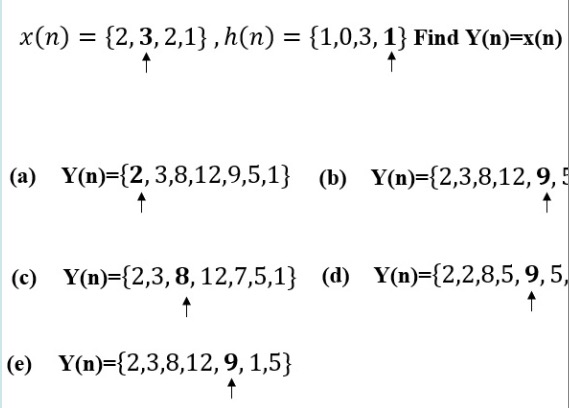 x(n) = {2, 3, 2,1} , h(n) = {1,0,3, 1} Find Y(n)=x(n)
(a) Y(n)={2, 3,8,12,9,5,1} (b) Y(n)={2,3,8,12, 9,
(c) Y(n)={2,3, 8, 12,7,5,1} (d) Y(n)={2,2,8,5, 9, 5,
(e) Y(n)={2,3,8,12, 9, 1,5}